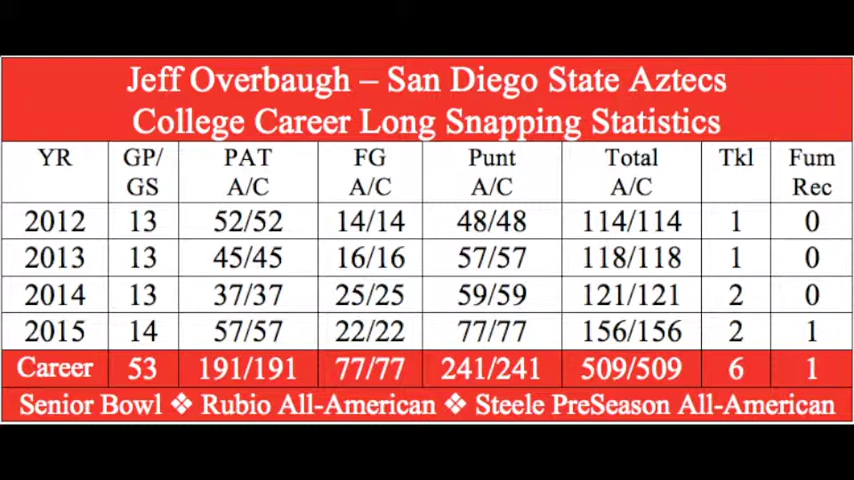 Jeff Overbaugh – San Diego State Aztecs
College Career Long Snapping Statistics
YR GP/ PAT FG Punt Total Tkl Fum
GS A/C A/C A/C A/C Rec
2012 13 52/52 14/14 48/48 114/114 1 0
2013 13 45/45 16/16 57/57 118/118 1 0
2014 13 37/37 25/25 59/59 121/121 2 0
2015 14 57/57 22/22 77/77 156/156 2 1
Career 53 191/191 77/77 241/241 509/509 6 1
Senior Bowl ❖ Rubio All-American ❖ Steele PreSeason All-American